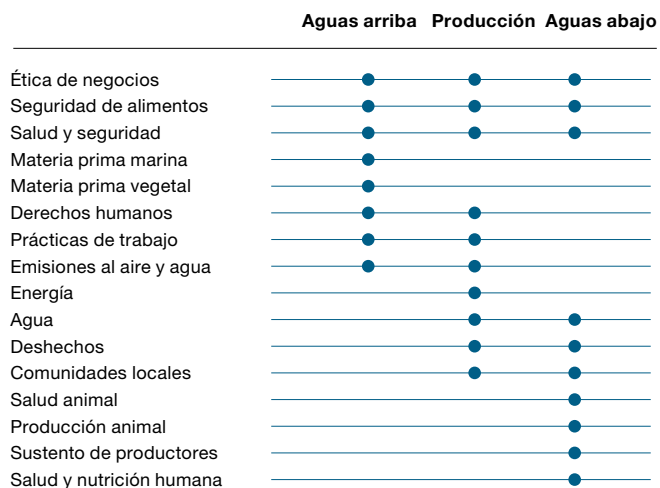 Aguas arriba Producción Aguas abajo
Ética de negocios
Seguridad de alimentos
Salud y seguridad
Materia prima marina
Materia prima vegetal
Derechos humanos
Prácticas de trabajo
Emisiones al aire y agua
Energía
Agua
Deshechos
Comunidades locales
Salud animal
Producción animal
Sustento de productores
Salud y nutrición humana